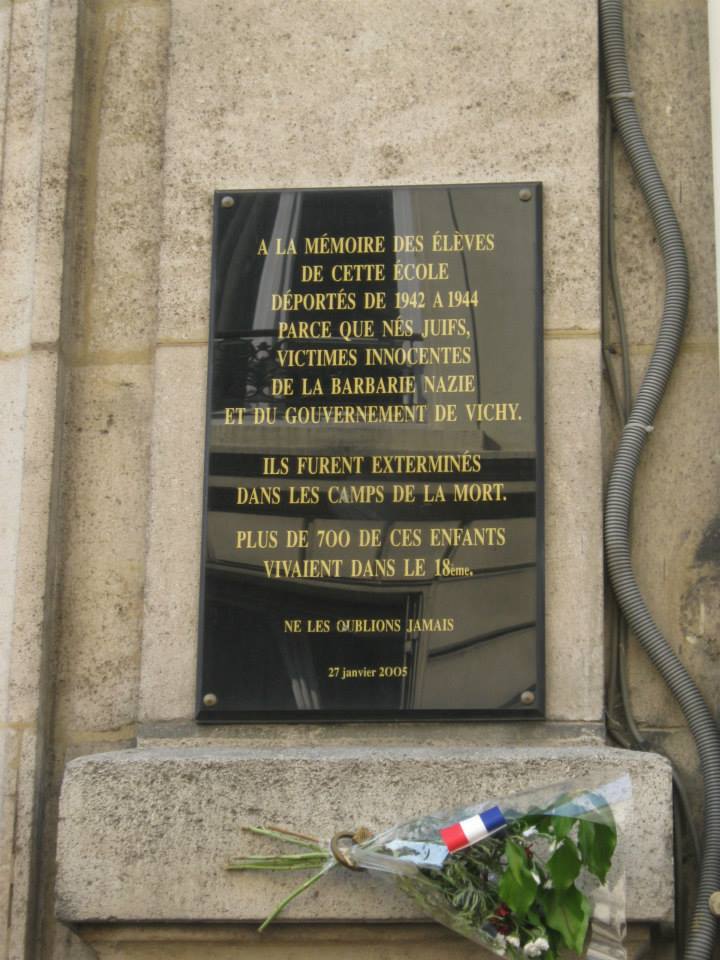 A LA MÉMOIRE DES ÉLÈVES
DE CETTE ÉCOLE
DÉPORTÉS DE 1942 A 1944
PARCE QUE NÉS JUIFS,
VICTIMES INNOCENTES
DE LA BARBARIE NAZIE
ET DU GOUVERNEMENT DE VICHY.
ILS FURENT EXTERMINÉS
DANS LES CAMPS DE LA MORT.
PLUS DE 700 DE CES ENFANTS
VIVAIENT DANS LE 18ème.
NE LES OUBLIONS JAMAIS
27 janvier 2005